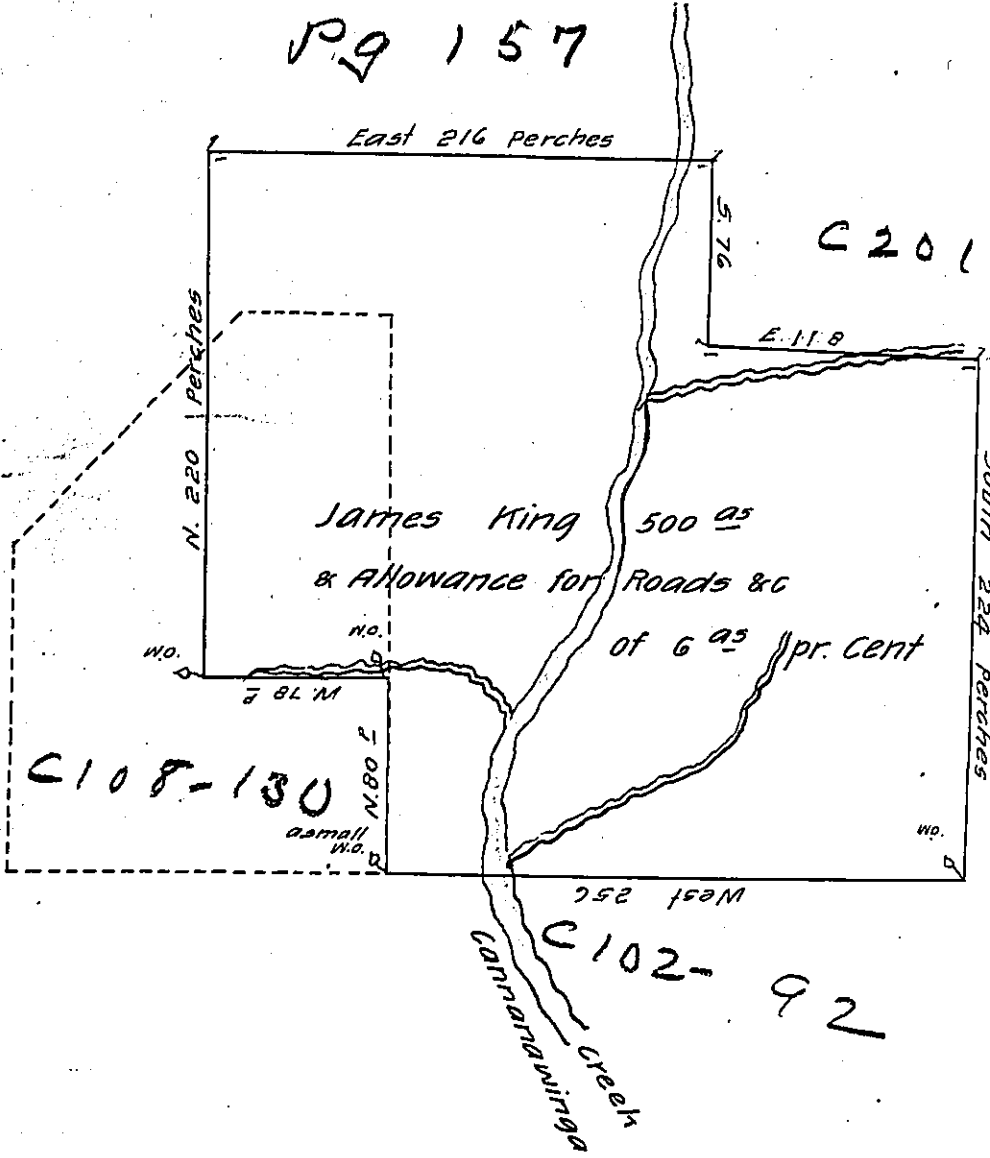 Pg 157
East 216 Perches
S. 76
C 201
E. 118
N. 220 Perches
South 224 Perches
James King 500 as
& Allowance for Roads &c
of 6 as pr. Cent
W.O.
W.O.
W. 78 P
N. 80 P
C 108-130
a small
W.O.
W.O.
West 256
C 102- 92
Cannanawinga
Creek